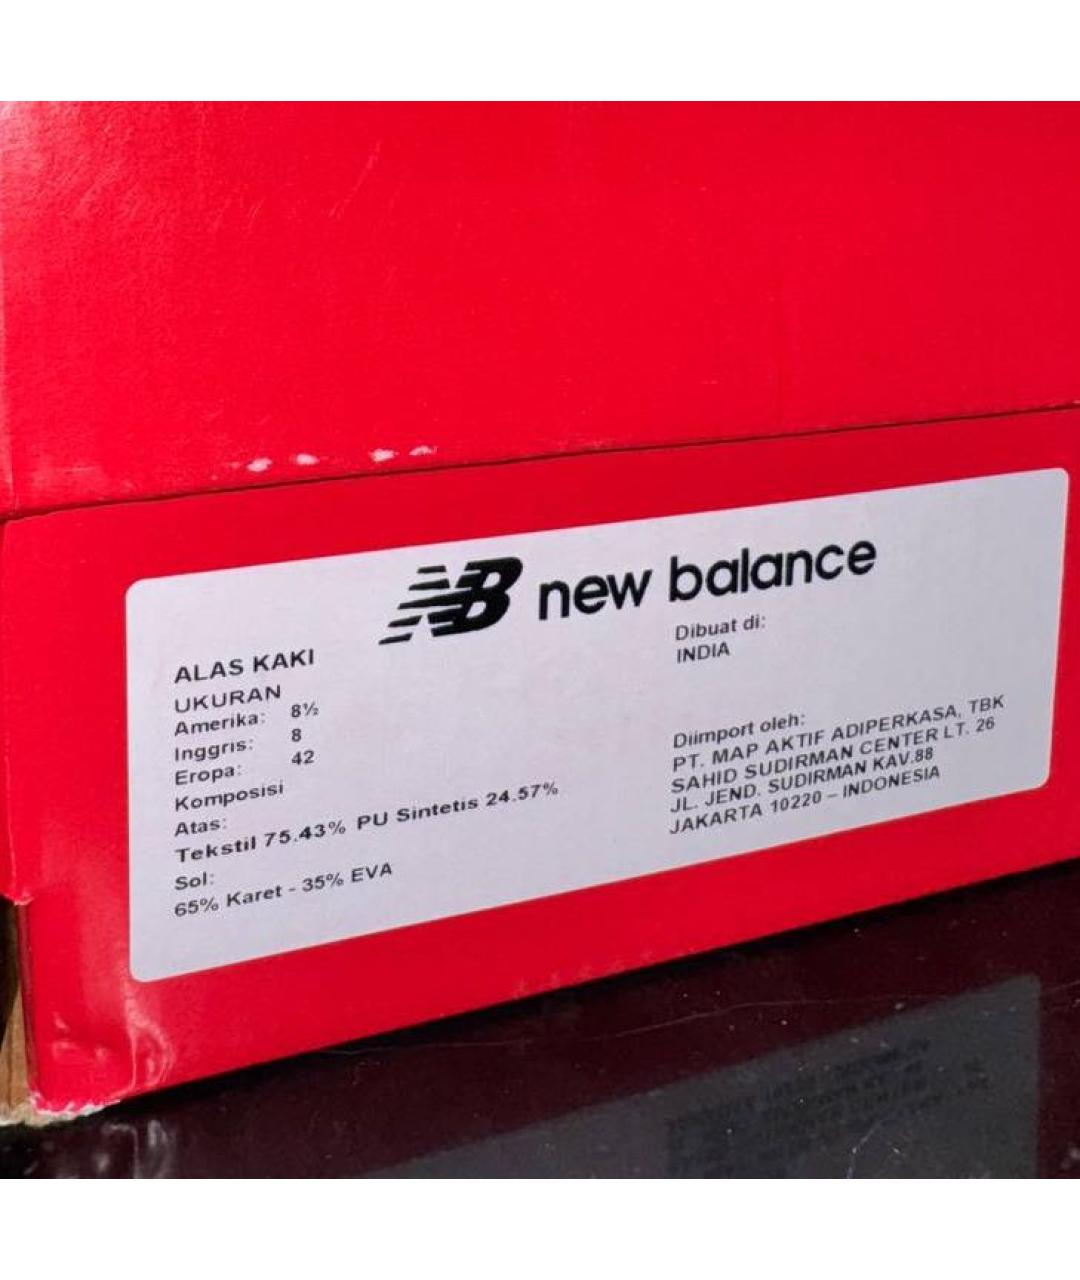 NB new balance
ALAS KAKI
UKURAN
Amerika: 8½
Inggris: 8
Eropa: 42
Komposisi
Atas:
Tekstil 75.43% PU Sintetis 24.57%
Sol:
65% Karet - 35% EVA
Dibuat di:
INDIA
Diimport oleh:
PT. MAP AKTIF ADIPERKASA, TBK
SAHID SUDIRMAN CENTER LT. 26
JL. JEND. SUDIRMAN KAV.88
JAKARTA 10220 – INDONESIA